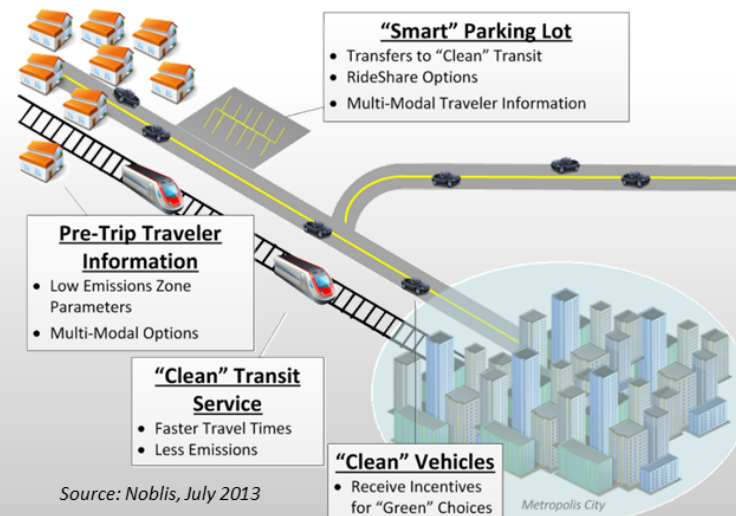 “Smart” Parking Lot
• Transfers to “Clean” Transit
• RideShare Options
• Multi-Modal Traveler Information
Pre-Trip Traveler
Information
• Low Emissions Zone
Parameters
• Multi-Modal Options
“Clean” Transit
Service
• Faster Travel Times
• Less Emissions
“Clean” Vehicles
• Receive Incentives
for “Green” Choices
Source: Noblis, July 2013
Metropolis City